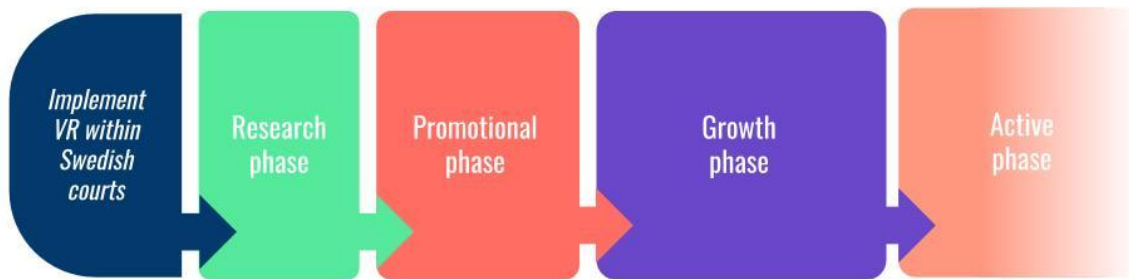 Implement
VR within
Swedish
courts
Research
phase
Promotional
phase
Growth
phase
Active
phase